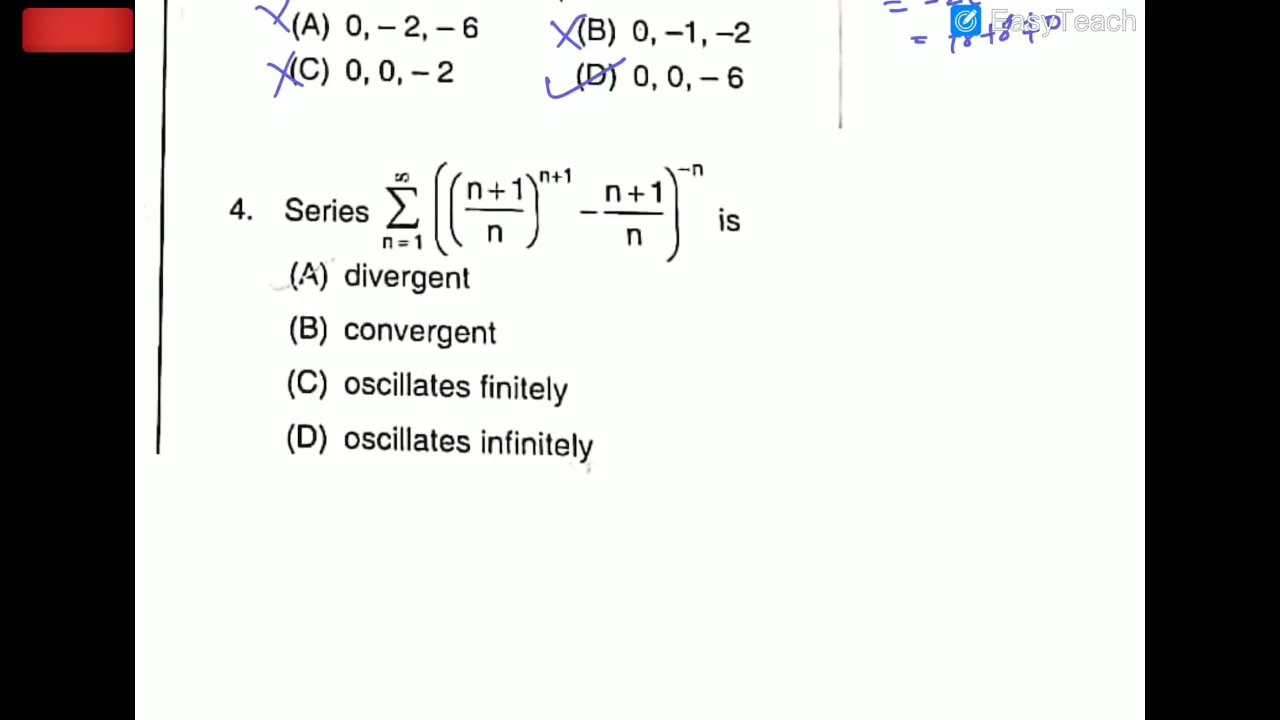 (A) 0, – 2, – 6 (B) 0, –1, –2
(C) 0, 0, – 2 (D) 0, 0, – 6
EasyTeach
4. Series ∑_{n=1}^{∞} (((n+1)/n)^{n+1} – (n+1)/n)^{–n} is
(A) divergent
(B) convergent
(C) oscillates finitely
(D) oscillates infinitely